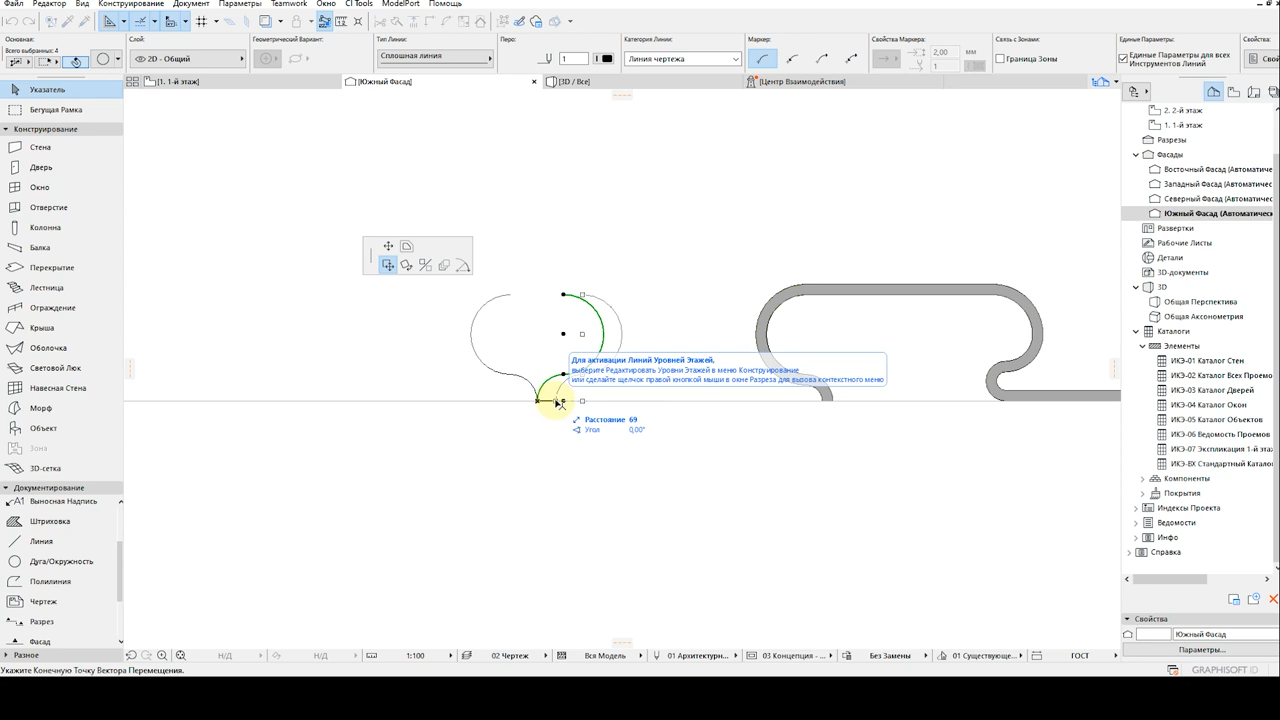 Файл Редактор Вид Конструирование Документ Параметры Teamwork Окно CI Tools ModelPort Помощь
Основная: Слой: Геометрический Вариант: Тип Линии: Перо: Категория Линии: Маркер: Свойства Маркера: Связь с Зонами: Единые Параметры: Свойства:
Всего выбранных: 4
2D - Общий
Сплошная линия
1
Линия чертежа
2,00 мм
1
Граница Зоны
Единые Параметры для всех Инструментов Линий
[1. 1-й этаж]
[Южный Фасад]
[3D / Все]
[Центр Взаимодействия]
Указатель
Бегущая Рамка
Конструирование
Стена
Дверь
Окно
Отверстие
Колонна
Балка
Перекрытие
Лестница
Ограждение
Крыша
Оболочка
Световой Люк
Навесная Стена
Морф
Объект
Зона
3D-сетка
Документирование
Выносная Надпись
Штриховка
Линия
Дуга/Окружность
Полилиния
Чертеж
Разрез
Фасад
Разное
Для активации Линий Уровней Этажей,
выберите Редактировать Уровни Этажей в меню Конструирование
или сделайте щелчок правой кнопкой мыши в окне Разреза для вызова контекстного меню
Расстояние 69
Угол 0,00°
2. 2-й этаж
1. 1-й этаж
Разрезы
Фасады
Восточный Фасад (Автоматиче
Западный Фасад (Автоматичес
Северный Фасад (Автоматичес
Южный Фасад (Автоматичес
Развертки
Рабочие Листы
Детали
3D-документы
3D
Общая Перспектива
Общая Аксонометрия
Каталоги
Элементы
ИКЭ-01 Каталог Стен
ИКЭ-02 Каталог Всех Проемо
ИКЭ-03 Каталог Дверей
ИКЭ-04 Каталог Окон
ИКЭ-05 Каталог Объектов
ИКЭ-06 Ведомость Проемов
ИКЭ-07 Экспликация 1-й эта
ИКЭ-ВХ Стандартный Катало
Компоненты
Покрытия
Индексы Проекта
Ведомости
Инфо
Справка
Свойства
Южный Фасад
Параметры...
Н/Д Н/Д 1:100 02 Чертеж Вся Модель 01 Архитектурн... 03 Концепция - ... Без Замены 01 Существующе... ГОСТ
Укажите Конечную Точку Вектора Перемещения.
GRAPHISOFT ID